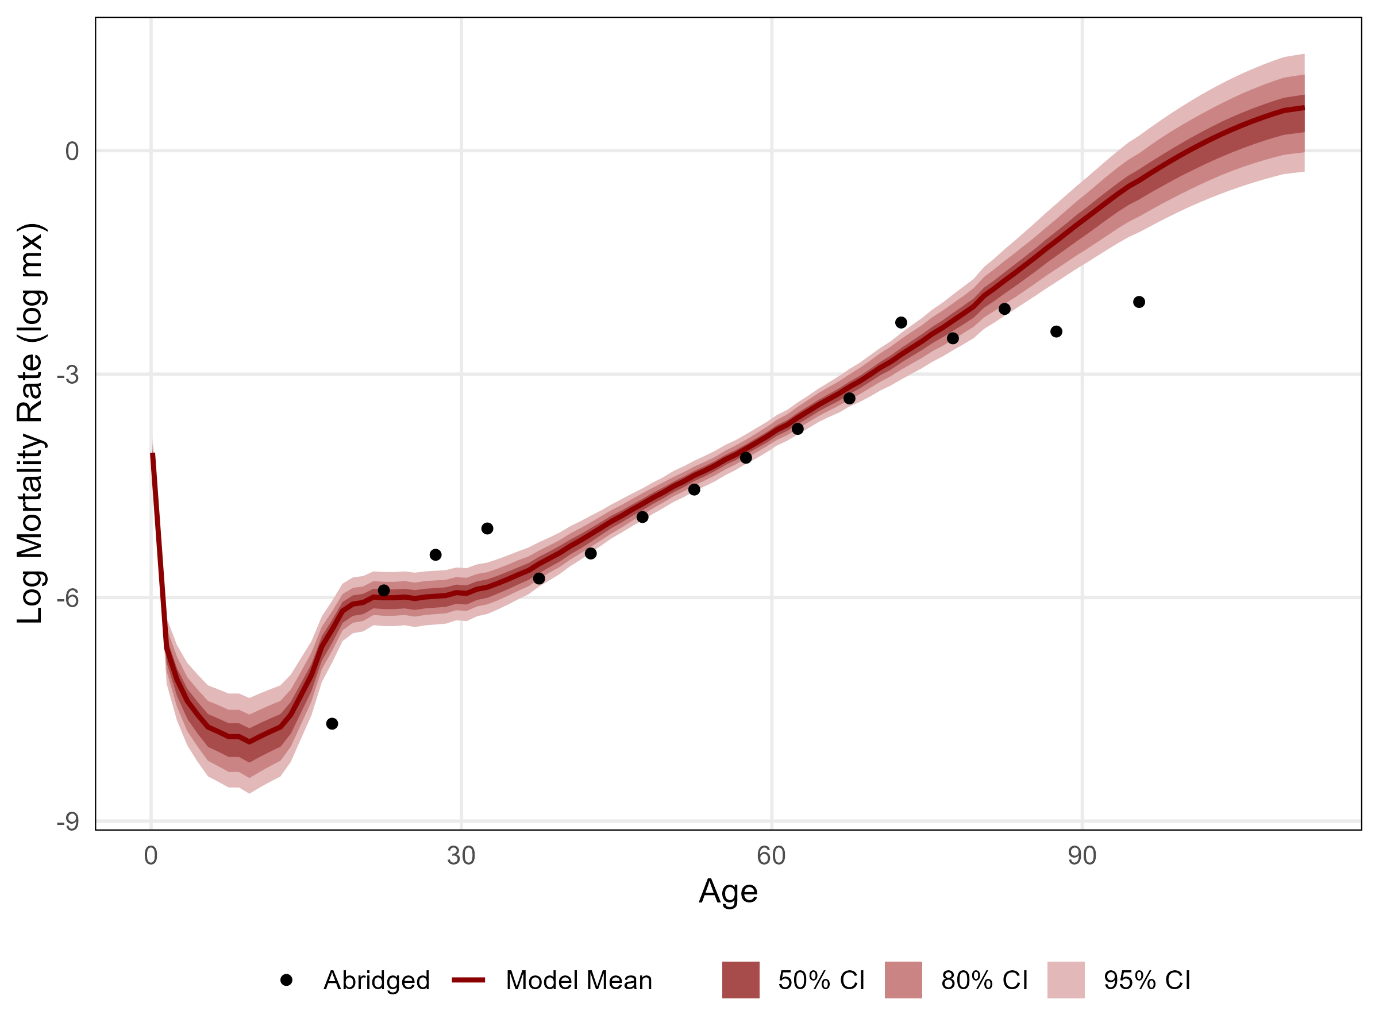 Log Mortality Rate (log mx)
0
-3
-6
-9
0 30 60 90
Age
Abridged Model Mean 50% CI 80% CI 95% CI